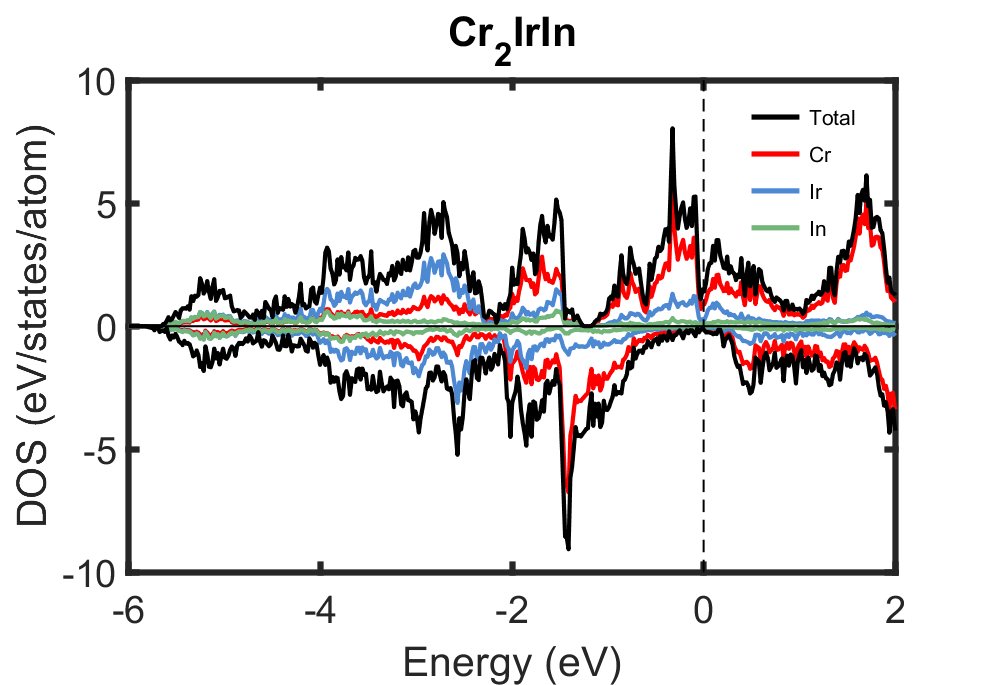 Cr2IrIn
10
5
0
-5
-10
-6
-4
-2
0
2
DOS (eV/states/atom)
Energy (eV)
Total
Cr
Ir
In